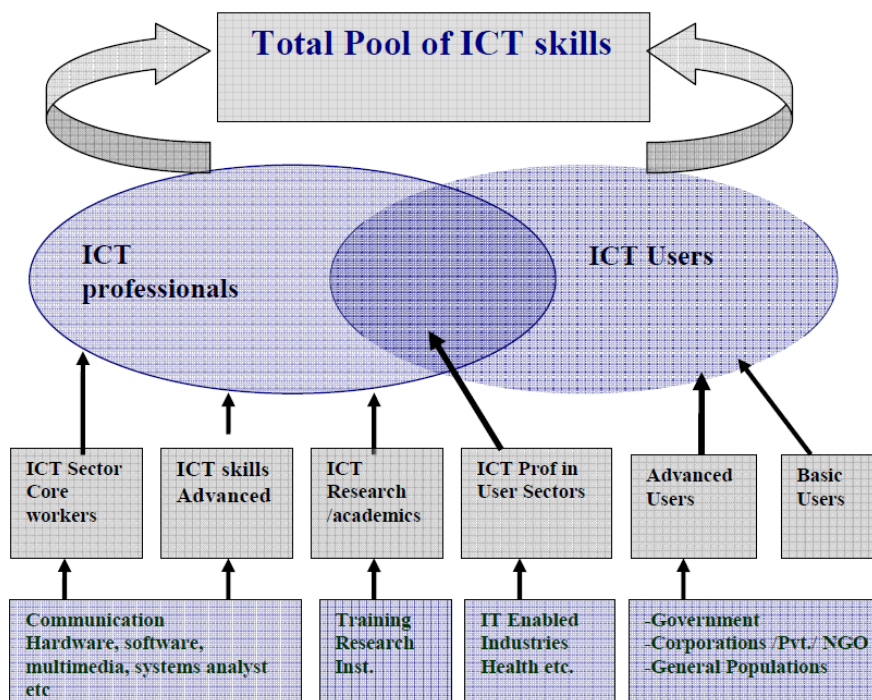 Total Pool of ICT skills
ICT
professionals
ICT Users
ICT Sector
Core
workers
ICT skills
Advanced
ICT
Research
/academics
ICT Prof in
User Sectors
Advanced
Users
Basic
Users
Communication
Hardware, software,
multimedia, systems analyst
etc
Training
Research
Inst.
IT Enabled
Industries
Health etc.
-Government
-Corporations /Pvt./ NGO
-General Populations